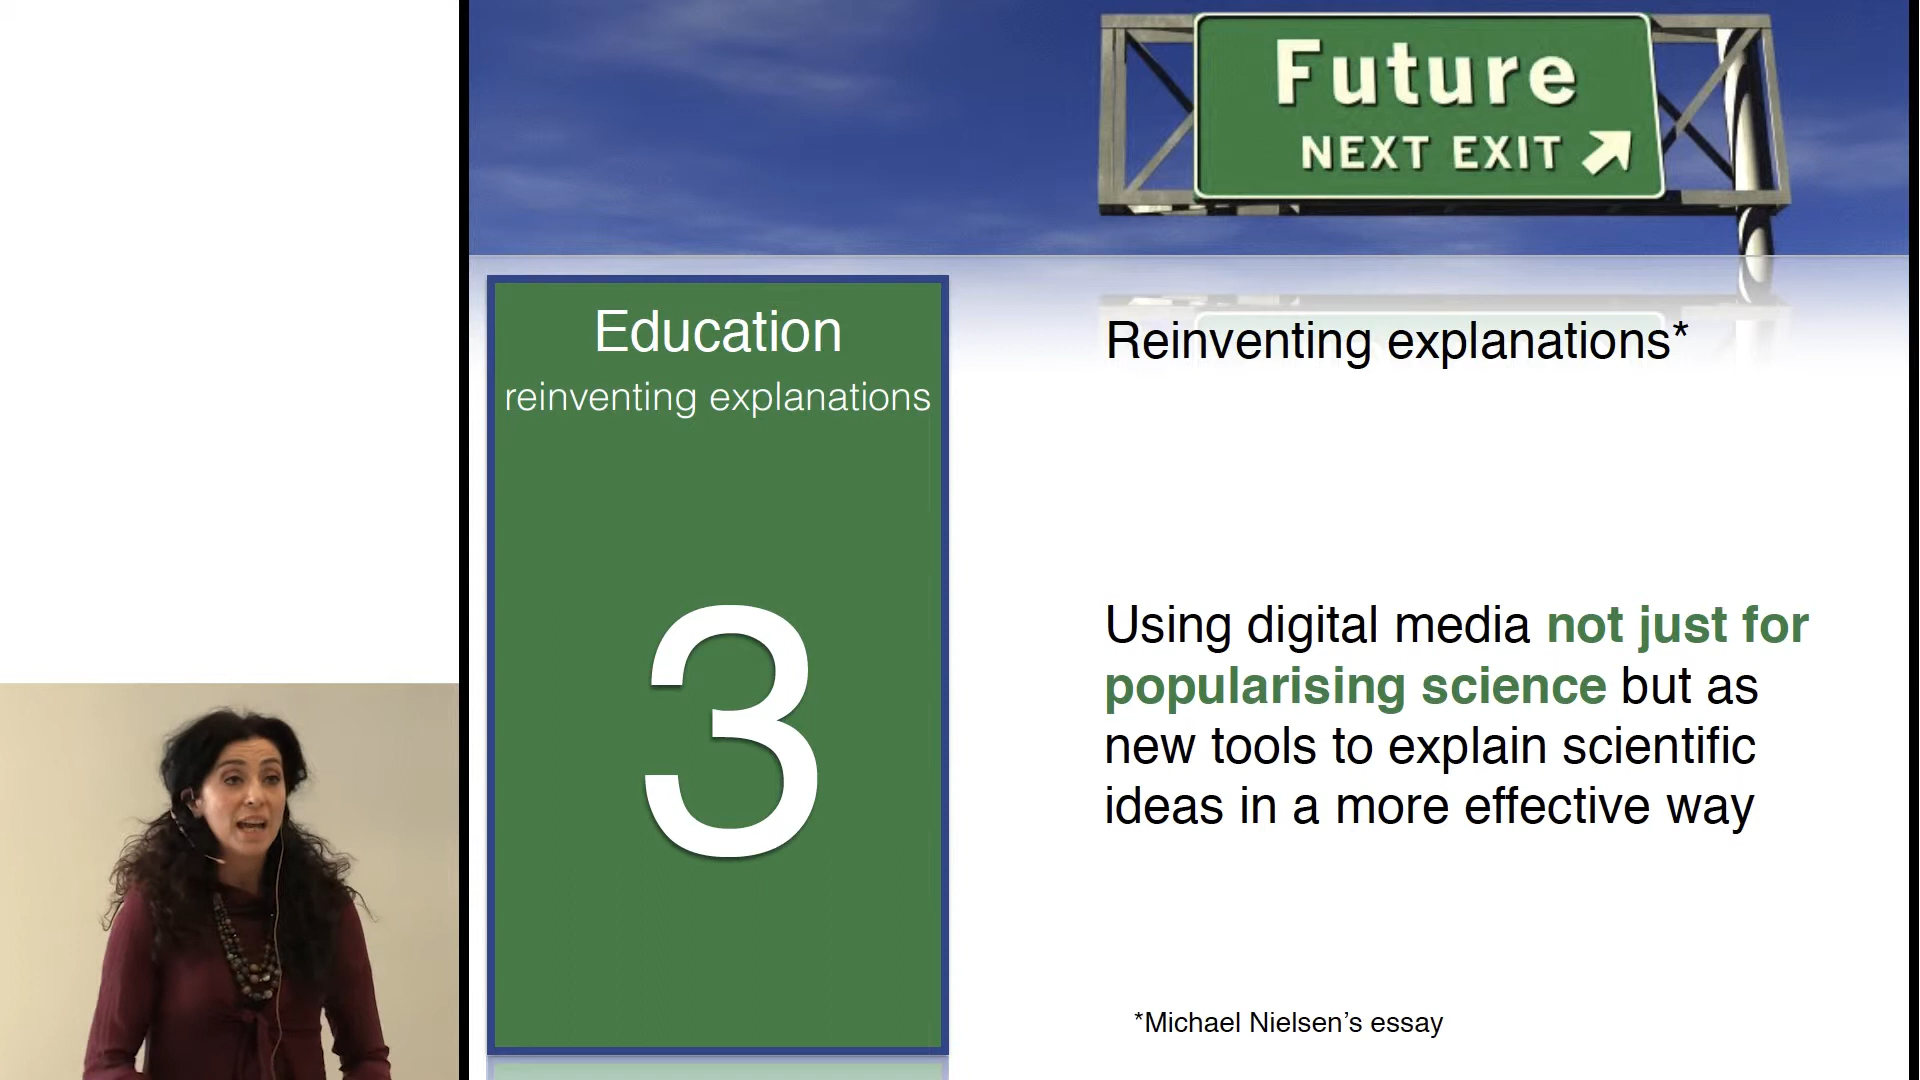 Future
NEXT EXIT
Education
reinventing explanations
3
Reinventing explanations*
Using digital media not just for
popularising science but as
new tools to explain scientific
ideas in a more effective way
*Michael Nielsen’s essay